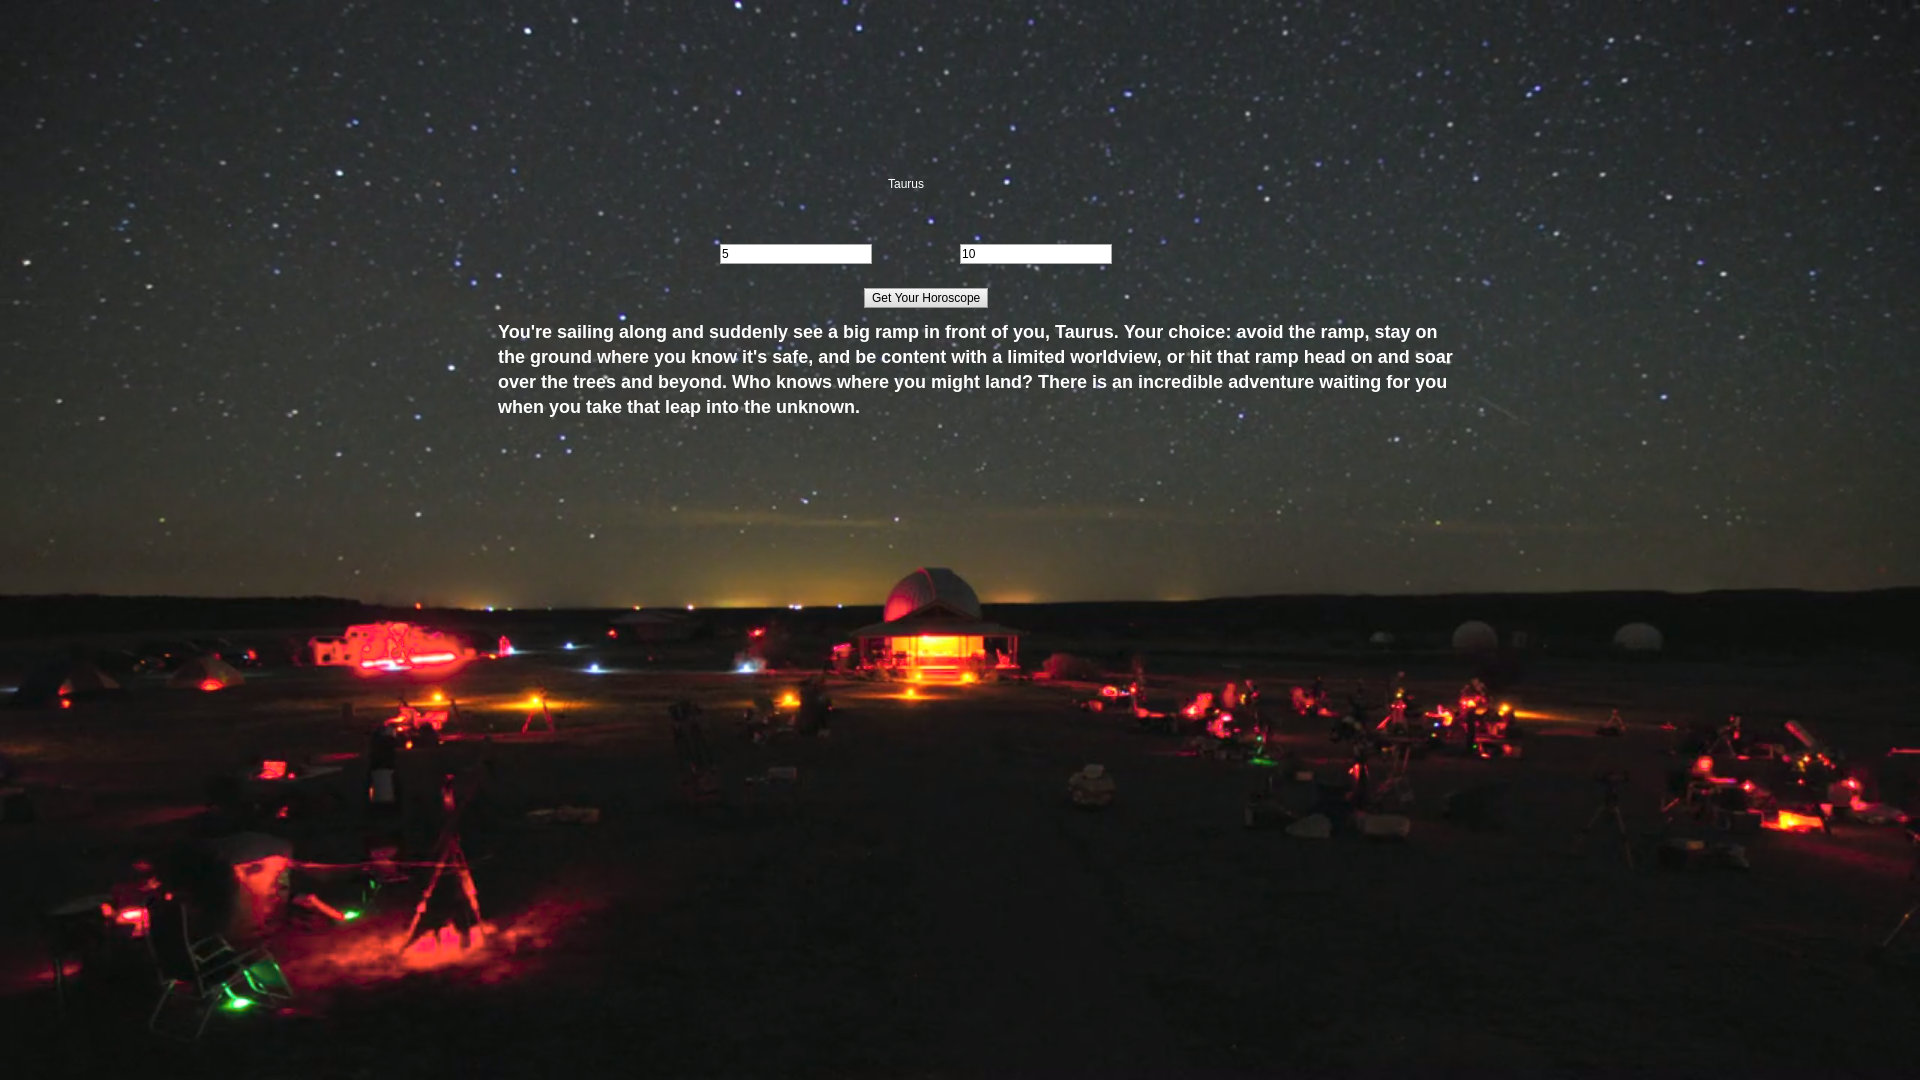 Taurus
5 10
Get Your Horoscope
You're sailing along and suddenly see a big ramp in front of you, Taurus. Your choice: avoid the ramp, stay on
the ground where you know it's safe, and be content with a limited worldview, or hit that ramp head on and soar
over the trees and beyond. Who knows where you might land? There is an incredible adventure waiting for you
when you take that leap into the unknown.